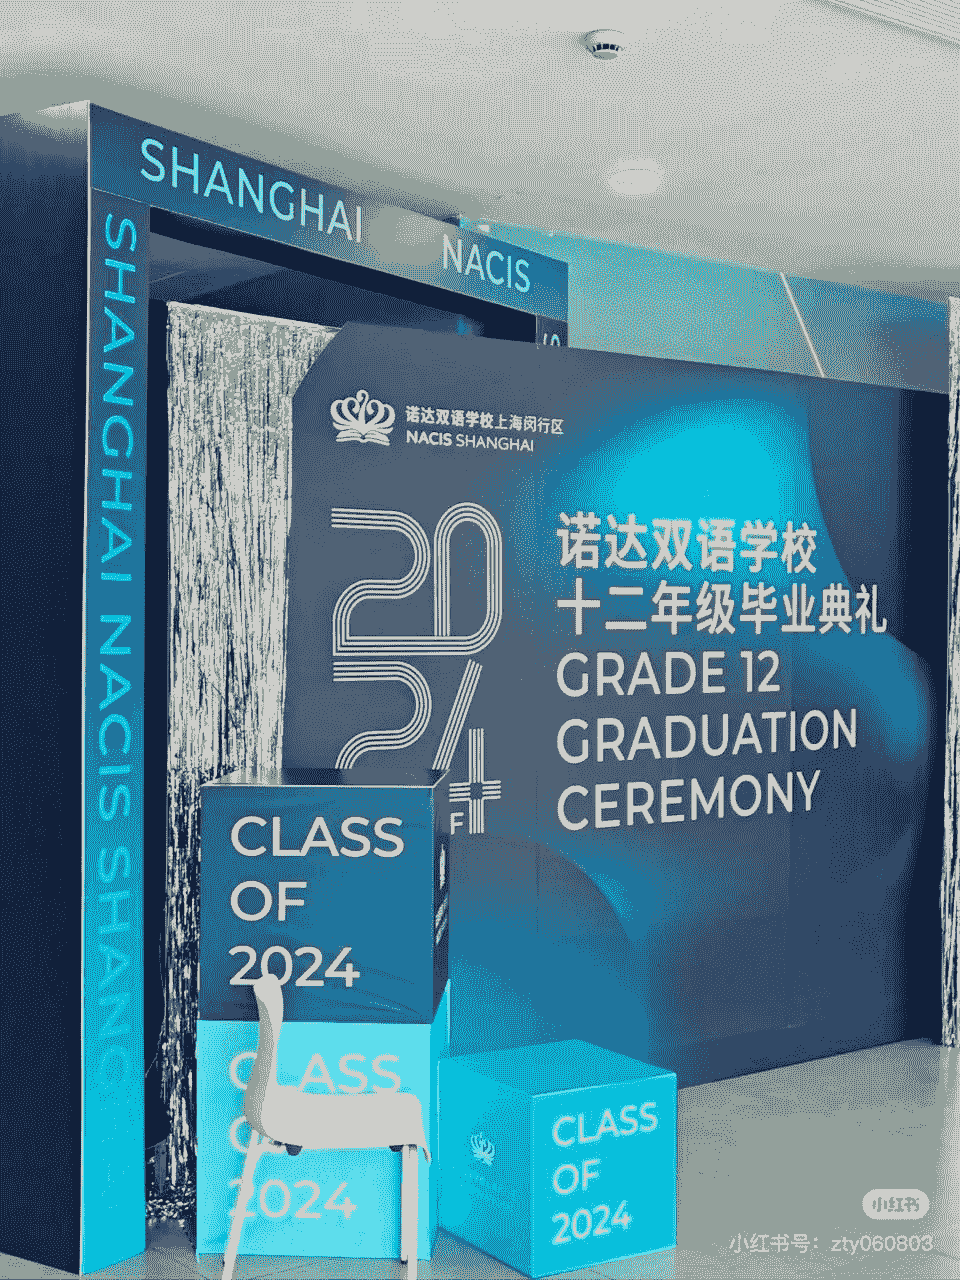 SHANGHAI NACIS
SHANGHAI NACIS SHANG
诺达双语学校上海闵行区
NACIS SHANGHAI
2024
诺达双语学校
十二年级毕业典礼
GRADE 12
GRADUATION
CEREMONY
CLASS
OF
2024
CLASS
2024
CLASS
OF
2024
小红书
小红书号：zty060803